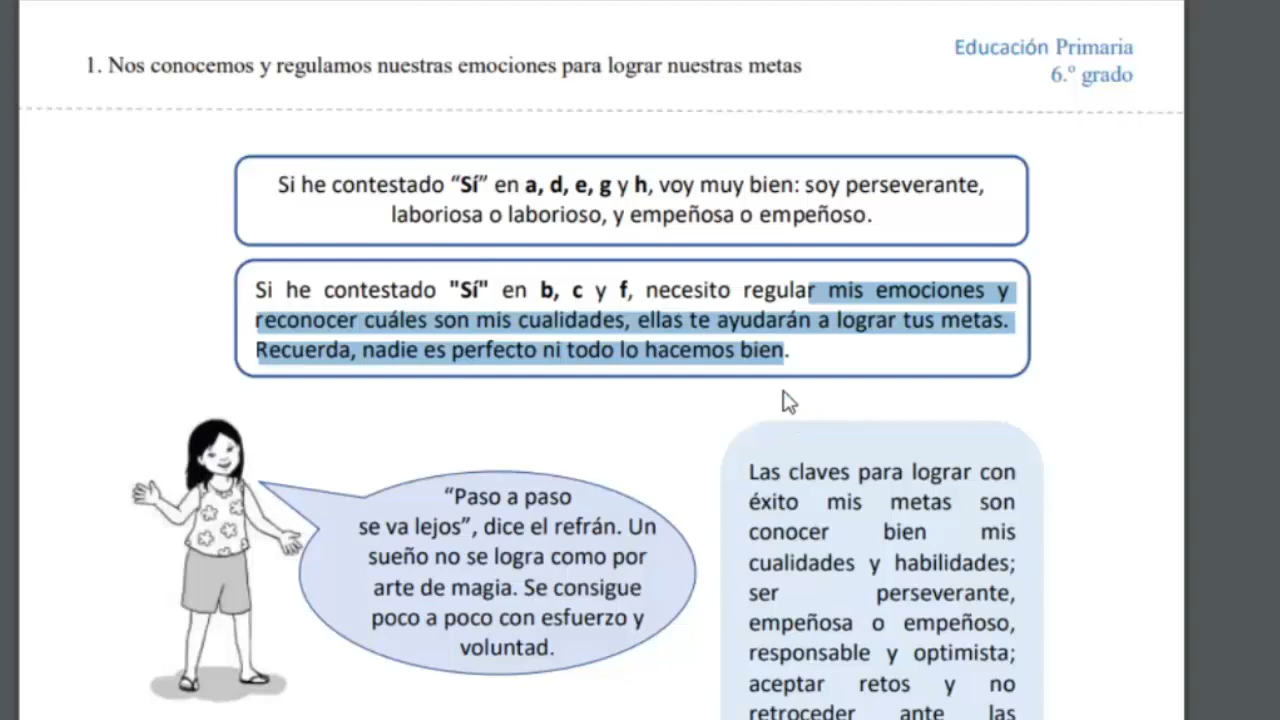 1. Nos conocemos y regulamos nuestras emociones para lograr nuestras metas
Educación Primaria
6.° grado
Si he contestado “Sí” en a, d, e, g y h, voy muy bien: soy perseverante,
laboriosa o laborioso, y empeñosa o empeñoso.
Si he contestado "Sí" en b, c y f, necesito regular mis emociones y
reconocer cuáles son mis cualidades, ellas te ayudarán a lograr tus metas.
Recuerda, nadie es perfecto ni todo lo hacemos bien.
“Paso a paso
se va lejos”, dice el refrán. Un
sueño no se logra como por
arte de magia. Se consigue
poco a poco con esfuerzo y
voluntad.
Las claves para lograr con
éxito mis metas son
conocer bien mis
cualidades y habilidades;
ser perseverante,
empeñosa o empeñoso,
responsable y optimista;
aceptar retos y no
retroceder ante las